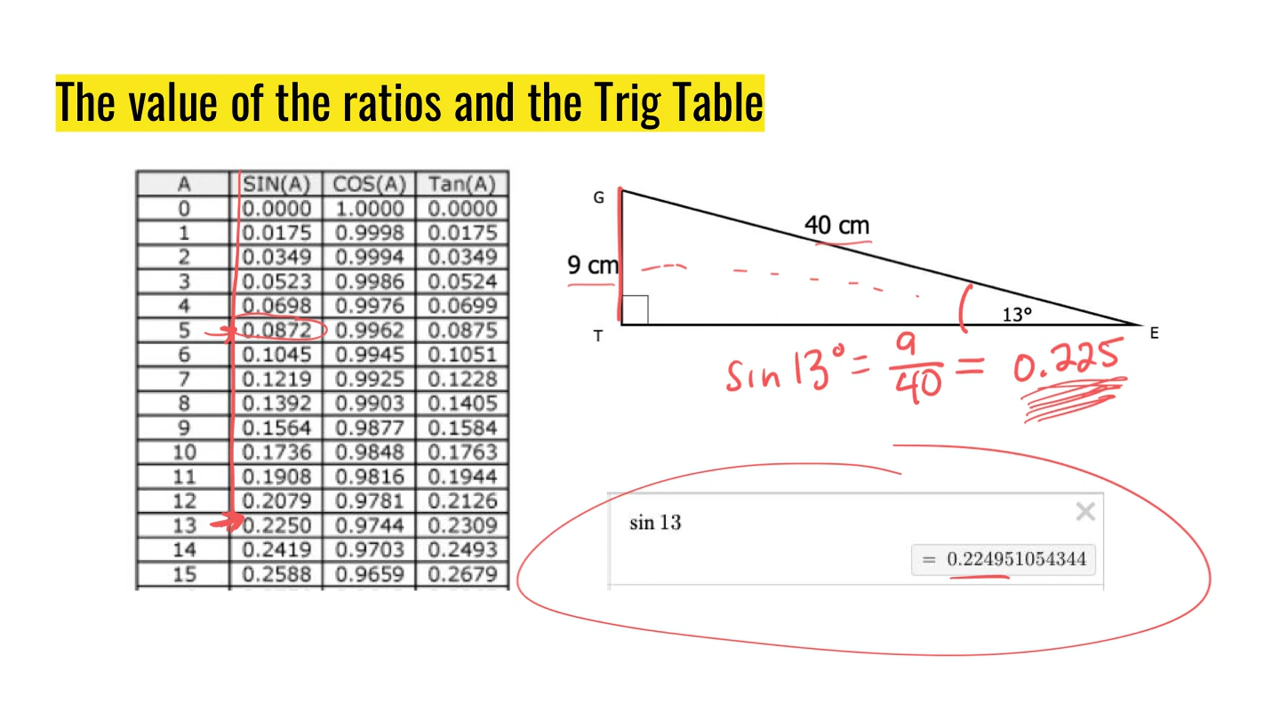 The value of the ratios and the Trig Table
A SIN(A) COS(A) Tan(A)
0 0.0000 1.0000 0.0000
1 0.0175 0.9998 0.0175
2 0.0349 0.9994 0.0349
3 0.0523 0.9986 0.0524
4 0.0698 0.9976 0.0699
5 0.0872 0.9962 0.0875
6 0.1045 0.9945 0.1051
7 0.1219 0.9925 0.1228
8 0.1392 0.9903 0.1405
9 0.1564 0.9877 0.1584
10 0.1736 0.9848 0.1763
11 0.1908 0.9816 0.1944
12 0.2079 0.9781 0.2126
13 0.2250 0.9744 0.2309
14 0.2419 0.9703 0.2493
15 0.2588 0.9659 0.2679
G
40 cm
9 cm
13°
T
E
sin 13° = 9/40 = 0.225
sin 13
×
= 0.224951054344